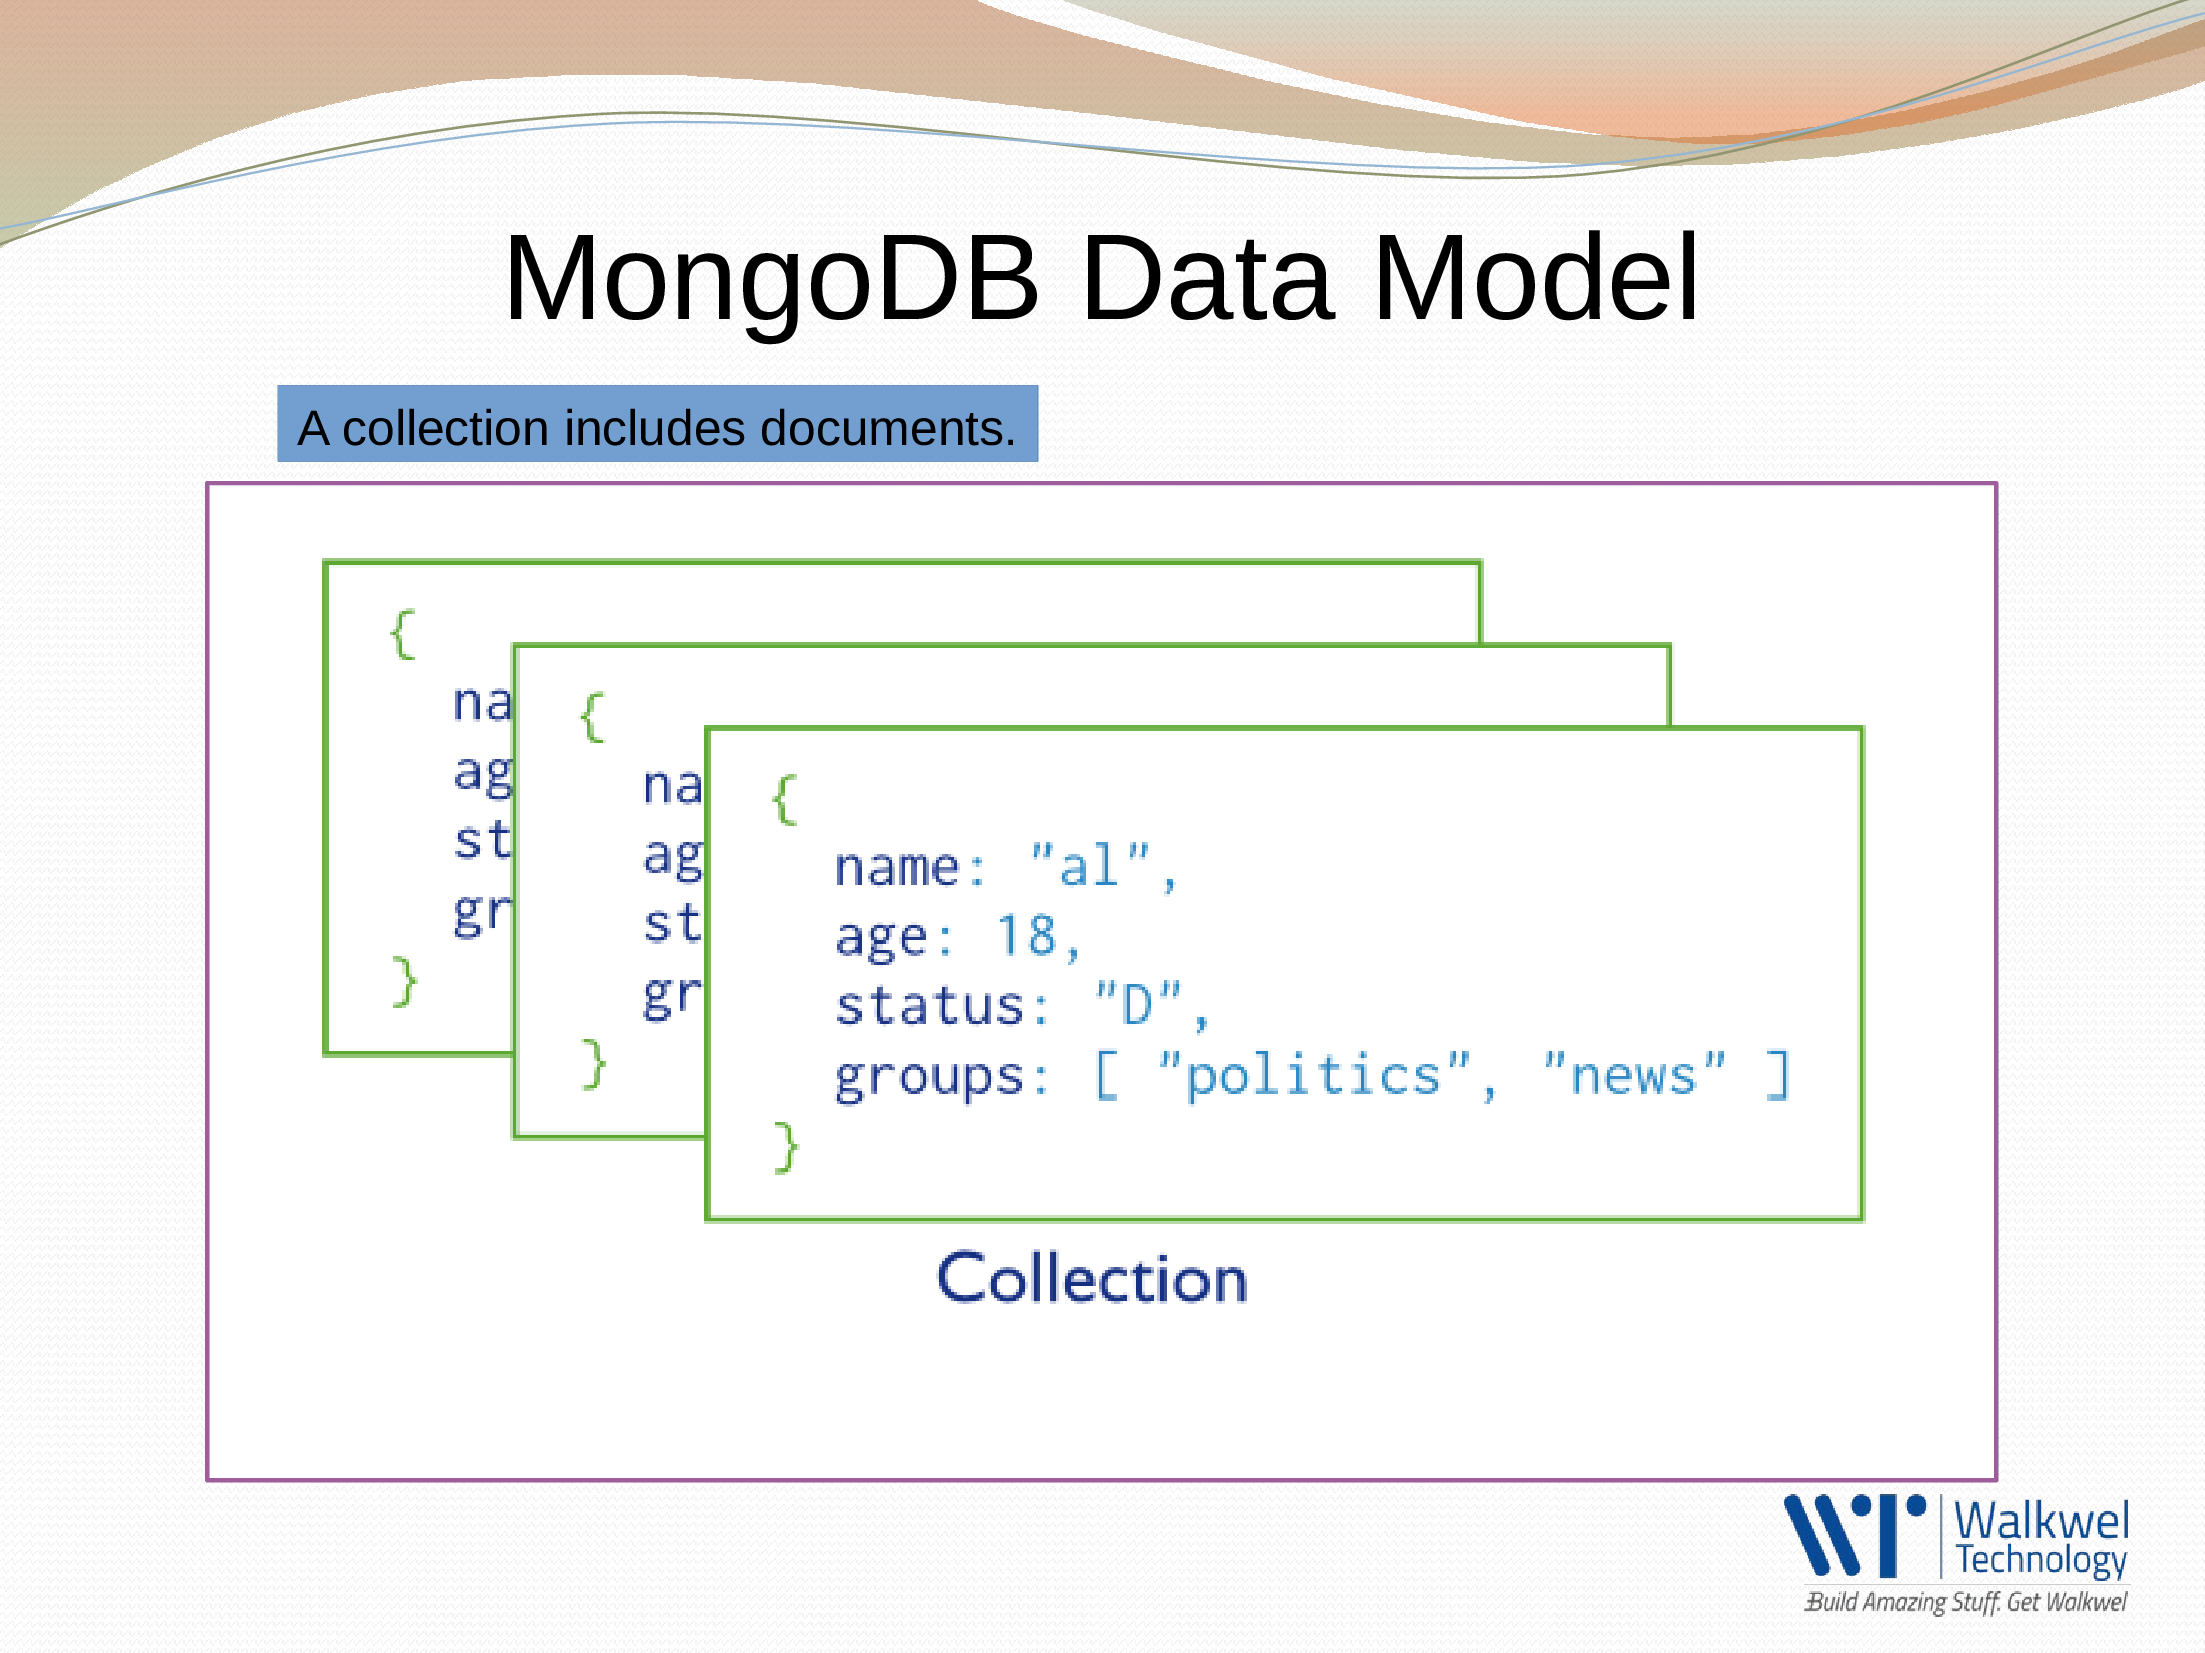 MongoDB Data Model
A collection includes documents.
{
na
ag
st
gr
}
{
na
ag
st
gr
}
{
name: "al",
age: 18,
status: "D",
groups: [ "politics", "news" ]
}
Collection
Walkwel
Technology
Build Amazing Stuff. Get Walkwel